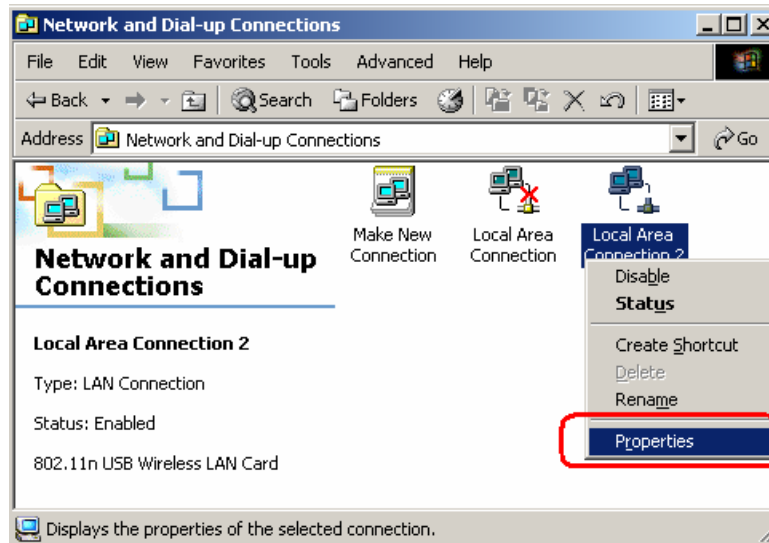 Network and Dial-up Connections
File Edit View Favorites Tools Advanced Help
Back Search Folders
Address Network and Dial-up Connections Go
Make New Connection
Local Area Connection
Local Area Connection 2
Network and Dial-up
Connections
Local Area Connection 2
Type: LAN Connection
Status: Enabled
802.11n USB Wireless LAN Card
Disable
Status
Create Shortcut
Delete
Rename
Properties
Displays the properties of the selected connection.